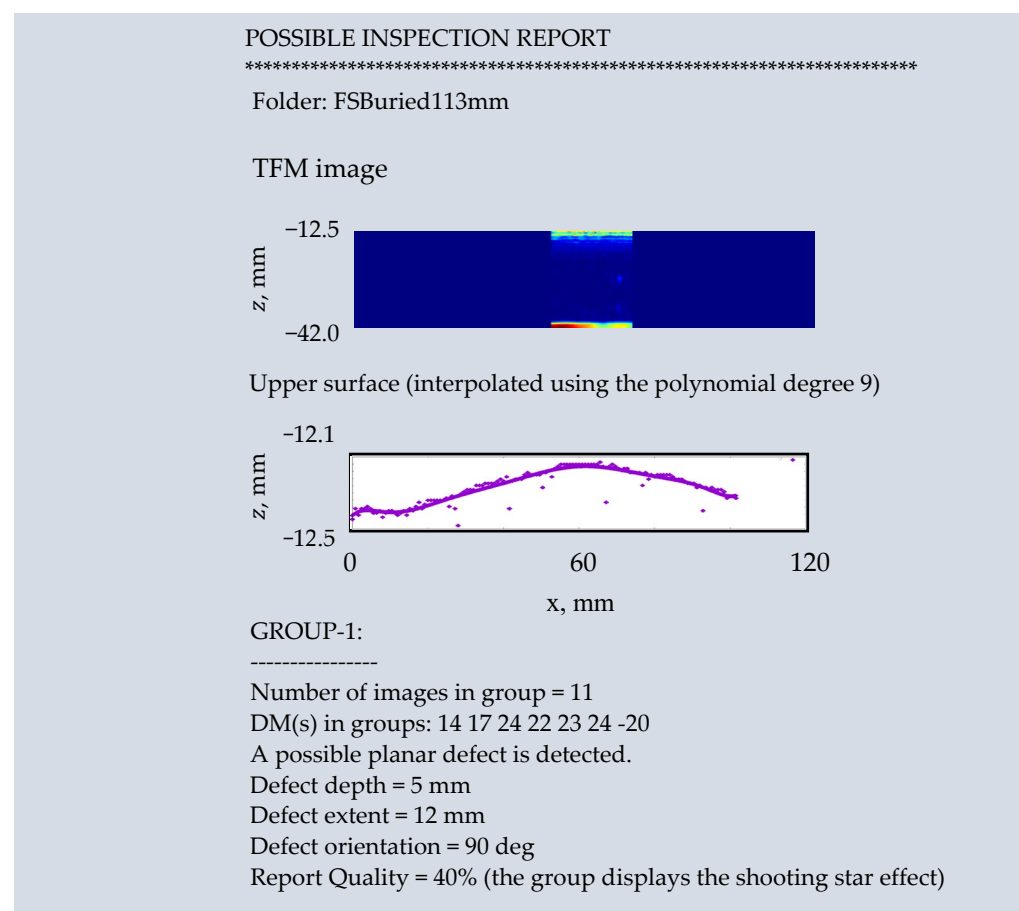 POSSIBLE INSPECTION REPORT
*************************************************************************
Folder: FSBuried113mm
TFM image
−12.5
z, mm
−42.0
Upper surface (interpolated using the polynomial degree 9)
−12.1
z, mm
−12.5
0 60 120
x, mm
GROUP-1:
----------------
Number of images in group = 11
DM(s) in groups: 14 17 24 22 23 24 -20
A possible planar defect is detected.
Defect depth = 5 mm
Defect extent = 12 mm
Defect orientation = 90 deg
Report Quality = 40% (the group displays the shooting star effect)